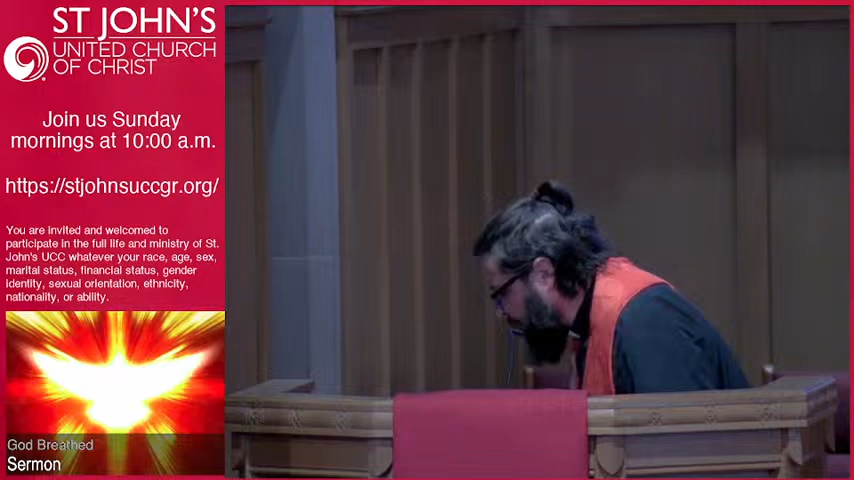 ST JOHN'S
UNITED CHURCH
OF CHRIST
Join us Sunday
mornings at 10:00 a.m.
https://stjohnsuccgr.org/
You are invited and welcomed to
participate in the full life and ministry of St.
John's UCC whatever your race, age, sex,
marital status, financial status, gender
identity, sexual orientation, ethnicity,
nationality, or ability.
God Breathed
Sermon